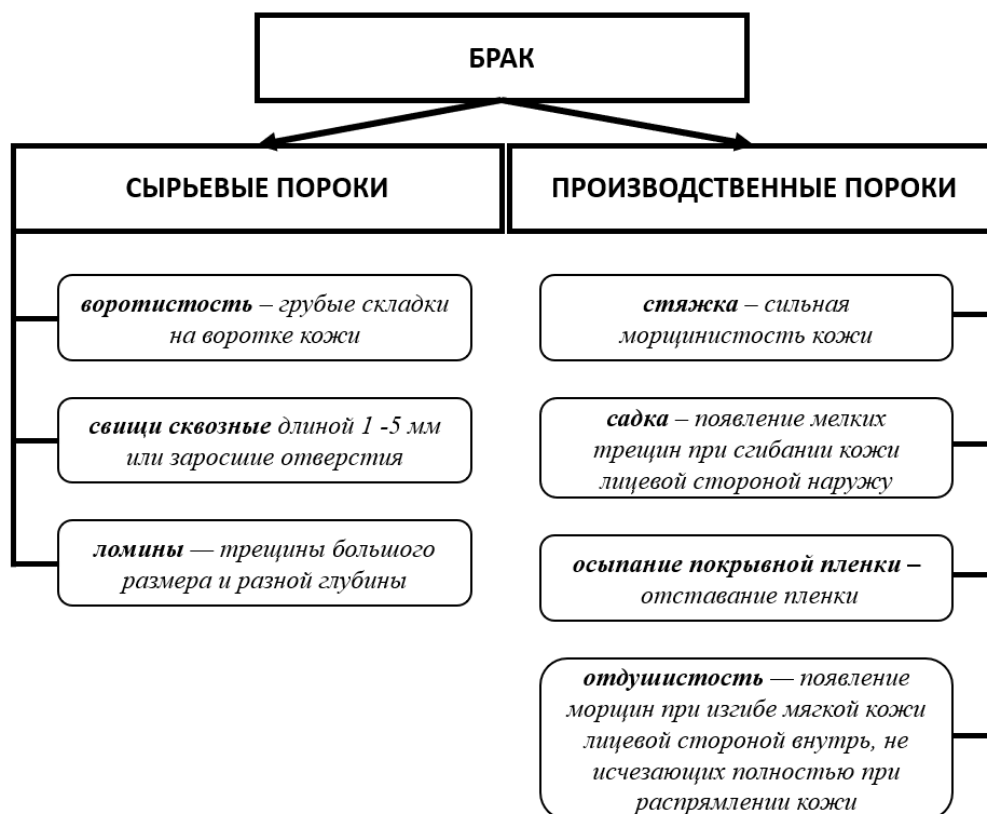 БРАК
СЫРЬЕВЫЕ ПОРОКИ
воротистость – грубые складки
на воротке кожи
свищи сквозные длиной 1 -5 мм
или заросшие отверстия
ломины — трещины большого
размера и разной глубины
ПРОИЗВОДСТВЕННЫЕ ПОРОКИ
стяжка – сильная
морщинистость кожи
садка – появление мелких
трещин при сгибании кожи
лицевой стороной наружу
осыпание покрывной пленки –
отставание пленки
отдушистость — появление
морщин при изгибе мягкой кожи
лицевой стороной внутрь, не
исчезающих полностью при
распрямлении кожи